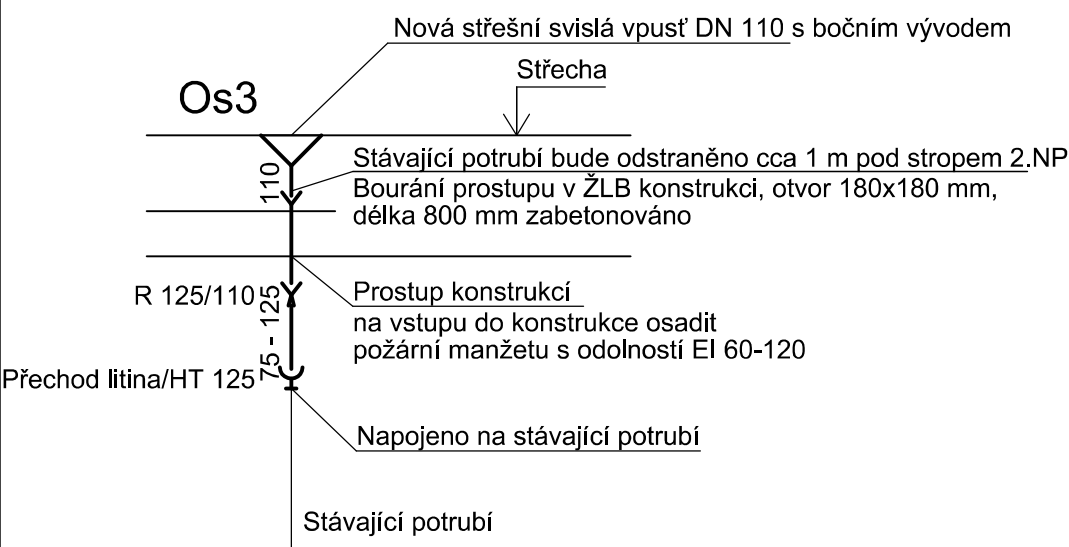 Nová střešní svislá vpusť DN 110 s bočním vývodem
Střecha
Os3
110
Stávající potrubí bude odstraněno cca 1 m pod stropem 2.NP
Bourání prostupu v ŽLB konstrukci, otvor 180x180 mm,
délka 800 mm zabetonováno
R 125/110
75 - 125
Prostup konstrukcí
na vstupu do konstrukce osadit
požární manžetu s odolností EI 60-120
Přechod litina/HT 125
Napojeno na stávající potrubí
Stávající potrubí